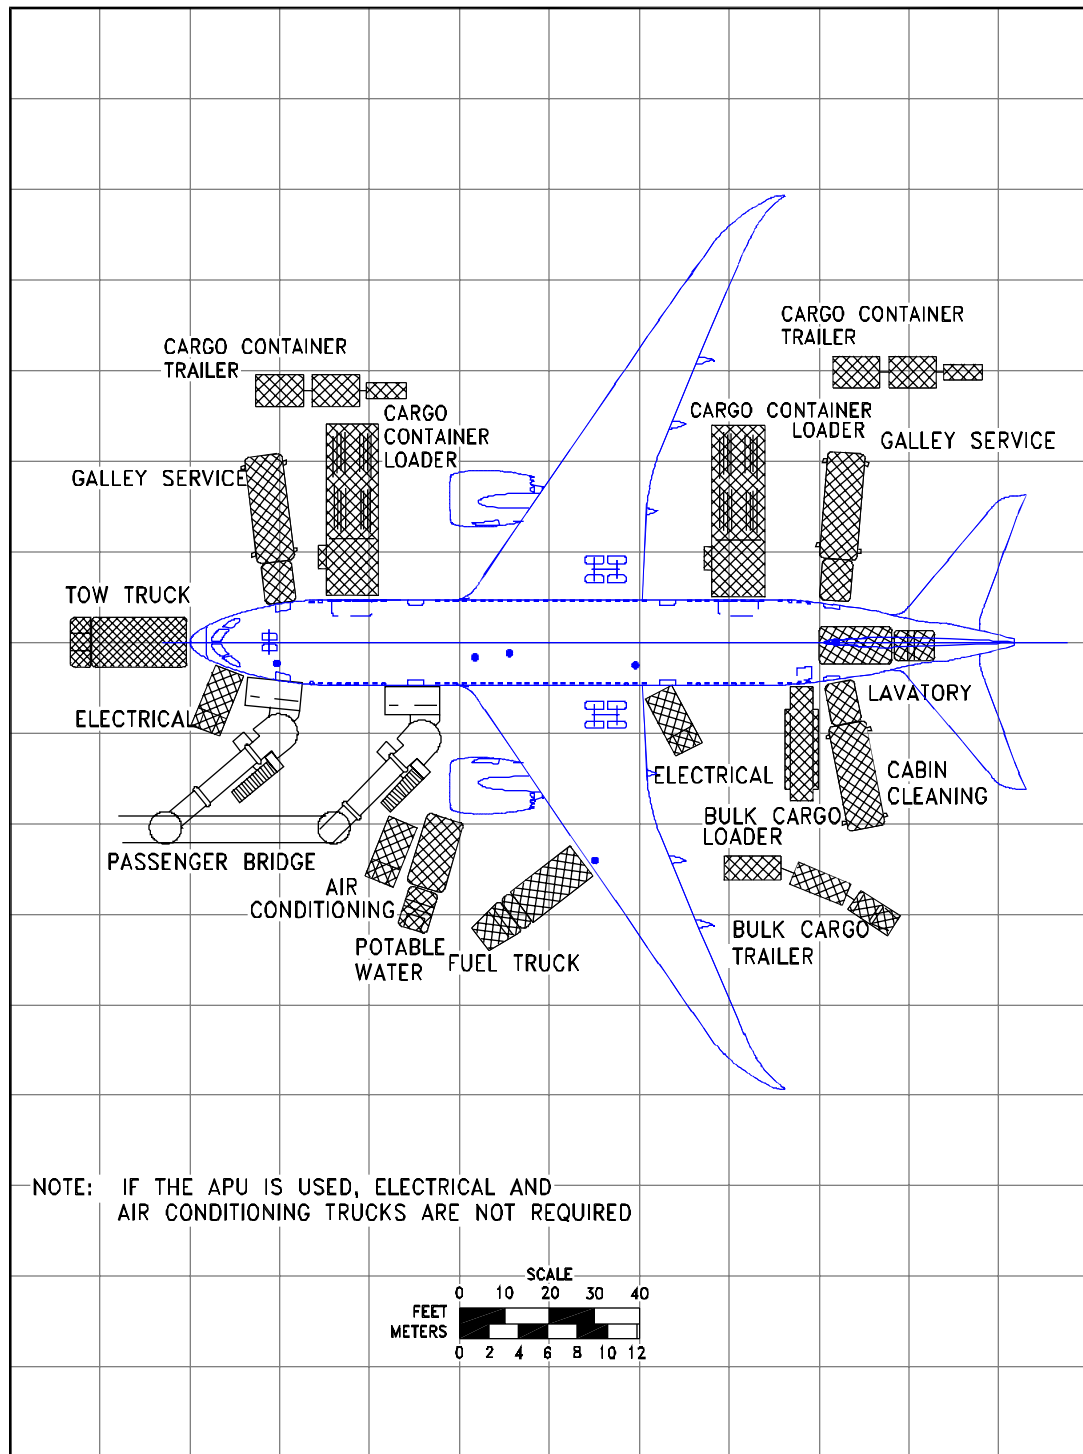 CARGO CONTAINER
TRAILER
CARGO CONTAINER
TRAILER
CARGO
CONTAINER
LOADER
CARGO CONTAINER
LOADER
GALLEY SERVICE
GALLEY SERVICE
TOW TRUCK
ELECTRICAL
LAVATORY
ELECTRICAL
CABIN
CLEANING
BULK CARGO
LOADER
PASSENGER BRIDGE
AIR
CONDITIONING
POTABLE
WATER
FUEL TRUCK
BULK CARGO
TRAILER
NOTE: IF THE APU IS USED, ELECTRICAL AND
AIR CONDITIONING TRUCKS ARE NOT REQUIRED
SCALE
0 10 20 30 40
FEET
METERS
0 2 4 6 8 10 12